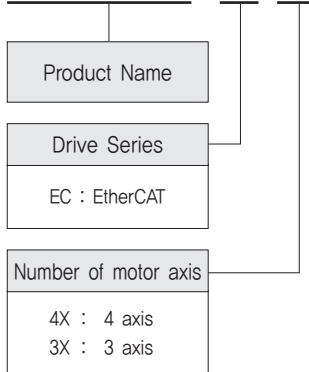 Product Name
Drive Series
EC : EtherCAT
Number of motor axis
4X : 4 axis
3X : 3 axis